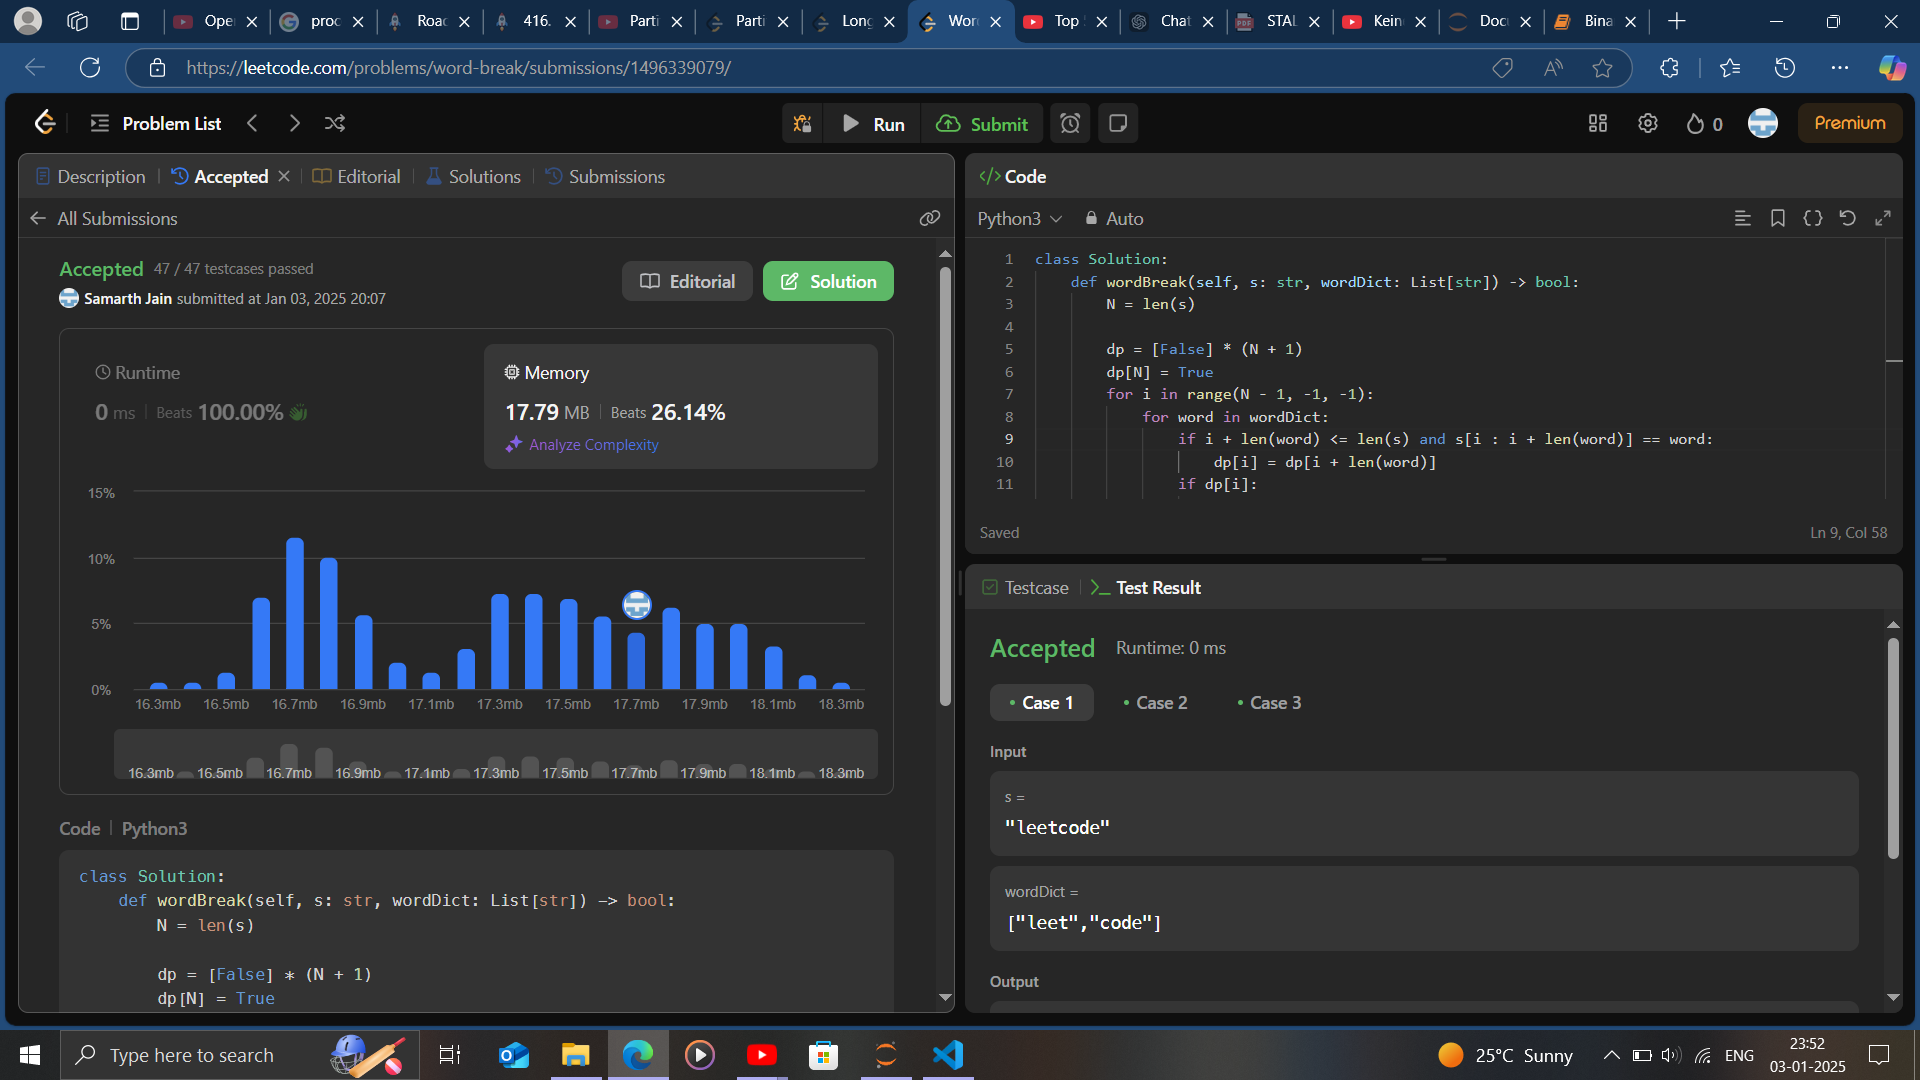 Oper
proc
Road
416.
Parti
Parti
Long
Word
Top
Chat
STAL
Kein
Docu
Bina
https://leetcode.com/problems/word-break/submissions/1496339079/
Problem List
Run
Submit
0
Premium
Description
Accepted
Editorial
Solutions
Submissions
All Submissions
Accepted 47 / 47 testcases passed
Samarth Jain submitted at Jan 03, 2025 20:07
Editorial
Solution
Runtime
0 ms Beats 100.00%
Memory
17.79 MB Beats 26.14%
Analyze Complexity
15%
10%
5%
0%
16.3mb 16.5mb 16.7mb 16.9mb 17.1mb 17.3mb 17.5mb 17.7mb 17.9mb 18.1mb 18.3mb
16.3mb 16.5mb 16.7mb 16.9mb 17.1mb 17.3mb 17.5mb 17.7mb 17.9mb 18.1mb 18.3mb
Code Python3
class Solution:
def wordBreak(self, s: str, wordDict: List[str]) -> bool:
N = len(s)
dp = [False] * (N + 1)
dp[N] = True
</> Code
Python3 Auto
1 class Solution:
2 def wordBreak(self, s: str, wordDict: List[str]) -> bool:
3 N = len(s)
4
5 dp = [False] * (N + 1)
6 dp[N] = True
7 for i in range(N - 1, -1, -1):
8 for word in wordDict:
9 if i + len(word) <= len(s) and s[i : i + len(word)] == word:
10 dp[i] = dp[i + len(word)]
11 if dp[i]:
Saved
Ln 9, Col 58
Testcase
Test Result
Accepted Runtime: 0 ms
Case 1 Case 2 Case 3
Input
s =
"leetcode"
wordDict =
["leet","code"]
Output
Type here to search
25°C Sunny
ENG
23:52
03-01-2025